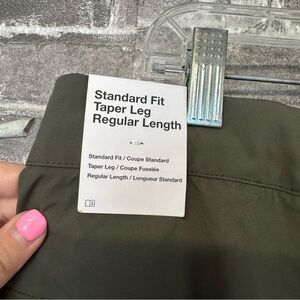 Standard Fit
Taper Leg
Regular Length
Standard Fit / Coupe Standard
Taper Leg / Coupe Fuselée
Regular Length / Longueur Standard